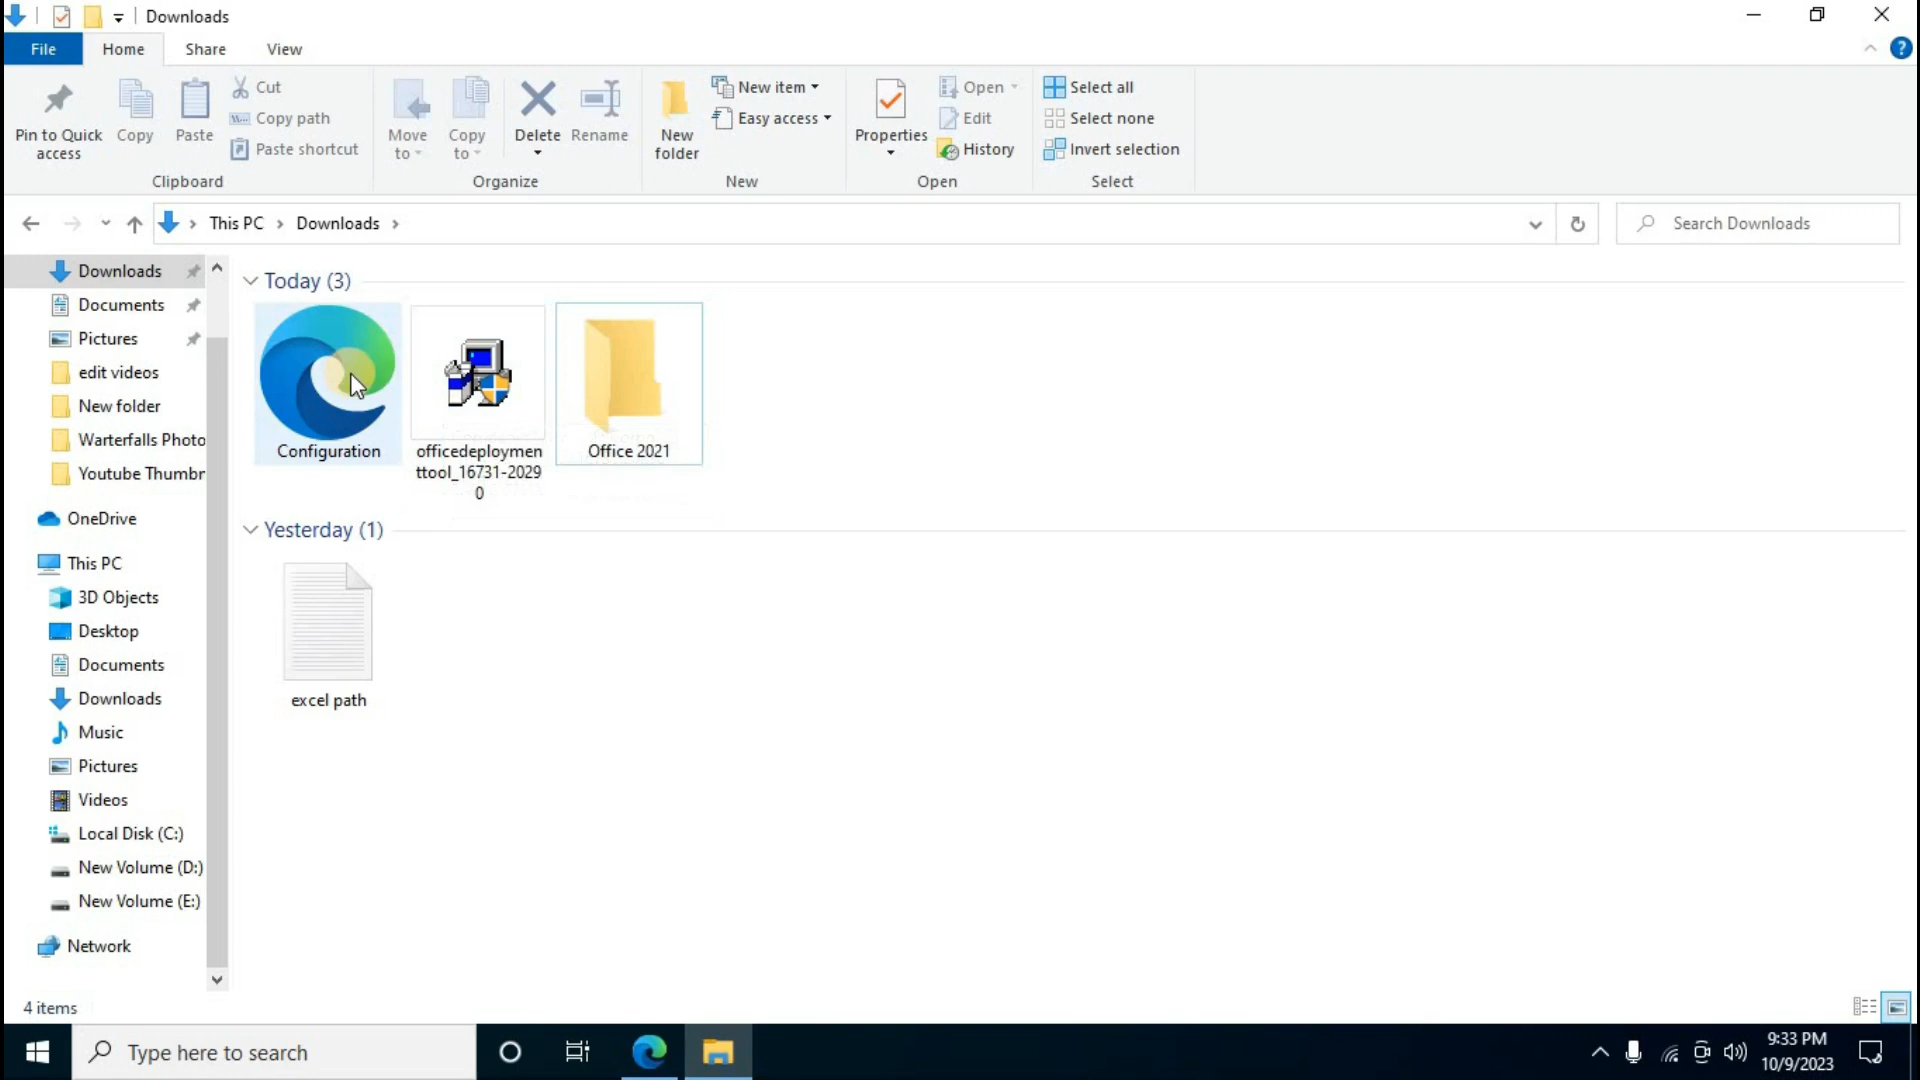 Downloads
File Home Share View
Pin to Quick access
Copy
Paste
Cut
Copy path
Paste shortcut
Clipboard
Move to
Copy to
Delete
Rename
Organize
New folder
New item
Easy access
New
Properties
Open
Edit
History
Open
Select all
Select none
Invert selection
Select
This PC > Downloads >
Search Downloads
Downloads
Documents
Pictures
edit videos
New folder
Warterfalls Photo
Youtube Thumbr
OneDrive
This PC
3D Objects
Desktop
Documents
Downloads
Music
Pictures
Videos
Local Disk (C:)
New Volume (D:)
New Volume (E:)
Network
Today (3)
Configuration
officedeploymen
ttool_16731-2029
0
Office 2021
Yesterday (1)
excel path
4 items
Type here to search
9:33 PM
10/9/2023